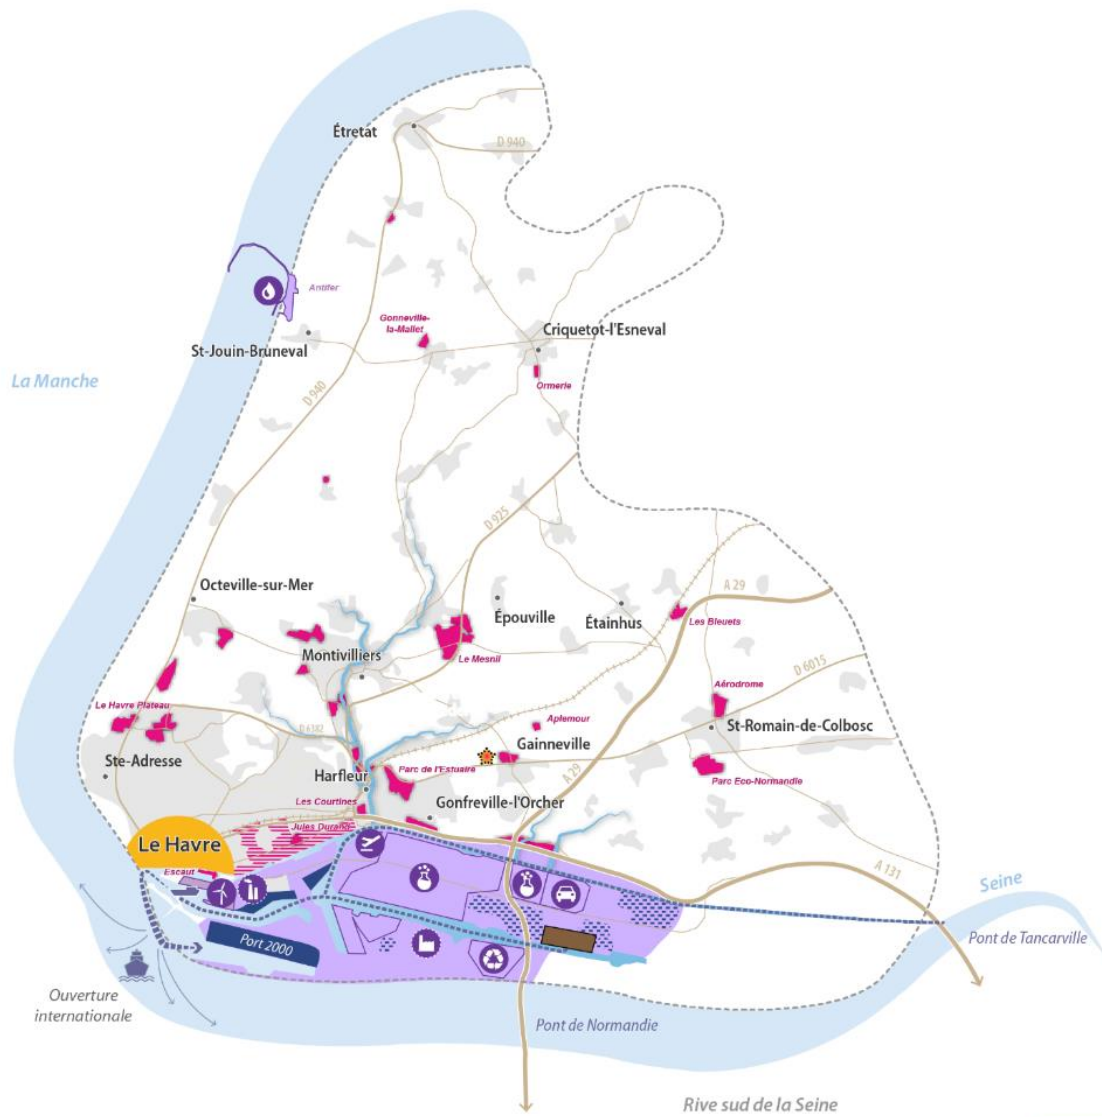 Étretat
D 940
Antifer
Gonneville-
la-Mallet
Criquetot-l'Esneval
St-Jouin-Bruneval
La Manche
Ormerie
D 940
D 925
Octeville-sur-Mer
A 29
Épouville
Étainhus
Les Bleuets
Montivilliers
Le Mesnil
D 6015
Aérodrome
Le Havre Plateau
Aplemour
St-Romain-de-Colbosc
D 6382
Gainneville
Ste-Adresse
Harfleur
Parc de l'Estuaire
A 29
Parc Eco-Normandie
Les Courtines
Gonfreville-l'Orcher
Jules Durand
Le Havre
Escaut
A 131
Seine
Port 2000
Pont de Tancarville
Ouverture
internationale
Pont de Normandie
Rive sud de la Seine